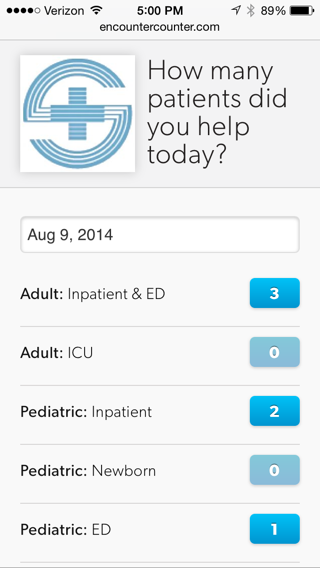 Verizon 5:00 PM 89%
encountercounter.com
How many
patients did
you help
today?
Aug 9, 2014
Adult: Inpatient & ED 3
Adult: ICU 0
Pediatric: Inpatient 2
Pediatric: Newborn 0
Pediatric: ED 1